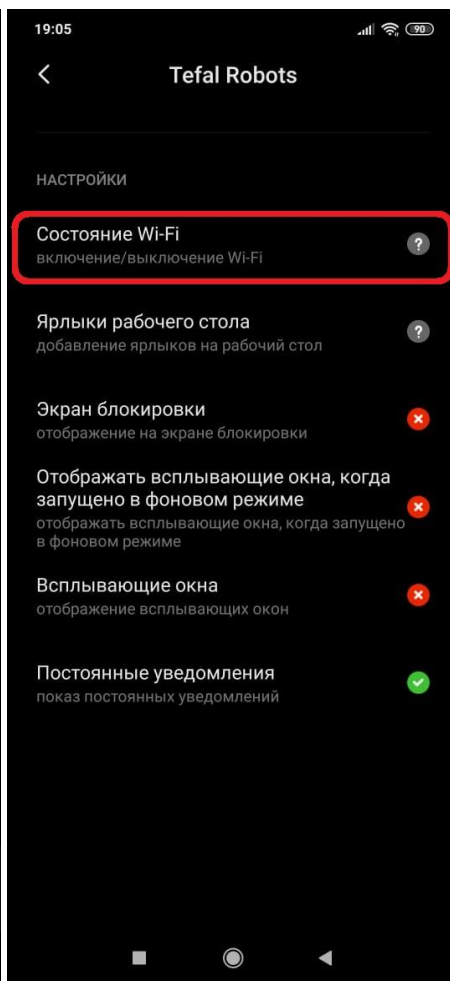 19:05
90
Tefal Robots
НАСТРОЙКИ
Состояние Wi-Fi
включение/выключение Wi-Fi
?
Ярлыки рабочего стола
добавление ярлыков на рабочий стол
?
Экран блокировки
отображение на экране блокировки
Отображать всплывающие окна, когда
запущено в фоновом режиме
отображать всплывающие окна, когда запущено
в фоновом режиме
Всплывающие окна
отображение всплывающих окон
Постоянные уведомления
показ постоянных уведомлений